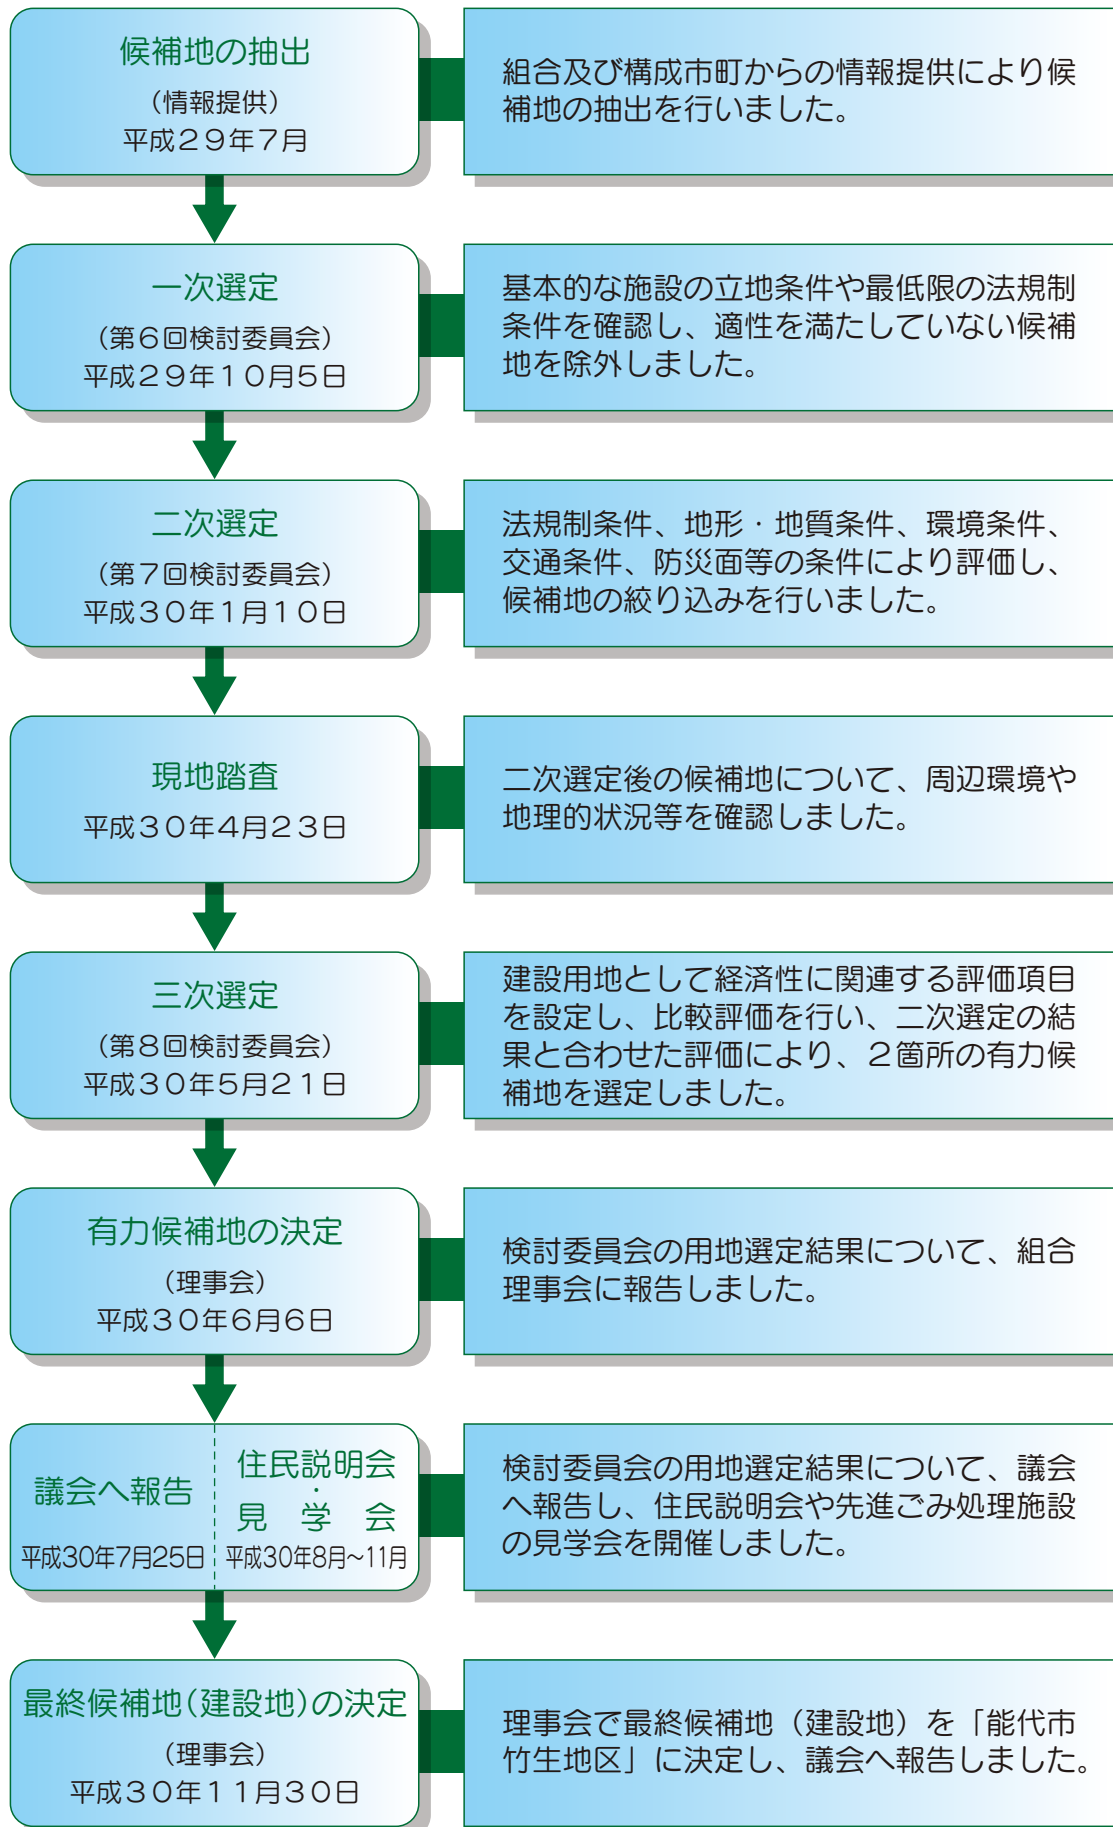 候補地の抽出
（情報提供）
平成２９年７月
組合及び構成市町からの情報提供により候
補地の抽出を行いました。
一次選定
（第６回検討委員会）
平成２９年１０月５日
基本的な施設の立地条件や最低限の法規制
条件を確認し、適性を満たしていない候補
地を除外しました。
二次選定
（第７回検討委員会）
平成３０年１月１０日
法規制条件、地形・地質条件、環境条件、
交通条件、防災面等の条件により評価し、
候補地の絞り込みを行いました。
現地踏査
平成３０年４月２３日
二次選定後の候補地について、周辺環境や
地理的状況等を確認しました。
三次選定
（第８回検討委員会）
平成３０年５月２１日
建設用地として経済性に関連する評価項目
を設定し、比較評価を行い、二次選定の結
果と合わせた評価により、２箇所の有力候
補地を選定しました。
有力候補地の決定
（理事会）
平成３０年６月６日
検討委員会の用地選定結果について、組合
理事会に報告しました。
議会へ報告
平成30年7月25日
住民説明会
・
見　学　会
平成30年8月～11月
検討委員会の用地選定結果について、議会
へ報告し、住民説明会や先進ごみ処理施設
の見学会を開催しました。
最終候補地（建設地）の決定
（理事会）
平成３０年１１月３０日
理事会で最終候補地（建設地）を「能代市
竹生地区」に決定し、議会へ報告しました。